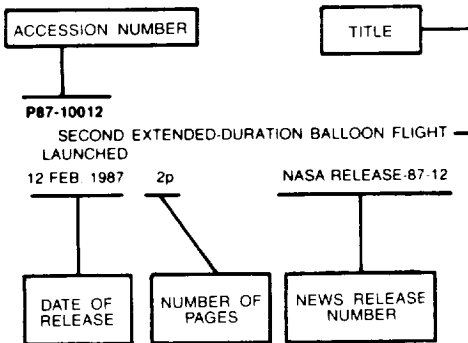 ACCESSION NUMBER
TITLE
P87-10012
SECOND EXTENDED-DURATION BALLOON FLIGHT
LAUNCHED
12 FEB. 1987 2p NASA RELEASE-87-12
DATE OF
RELEASE
NUMBER OF
PAGES
NEWS RELEASE
NUMBER